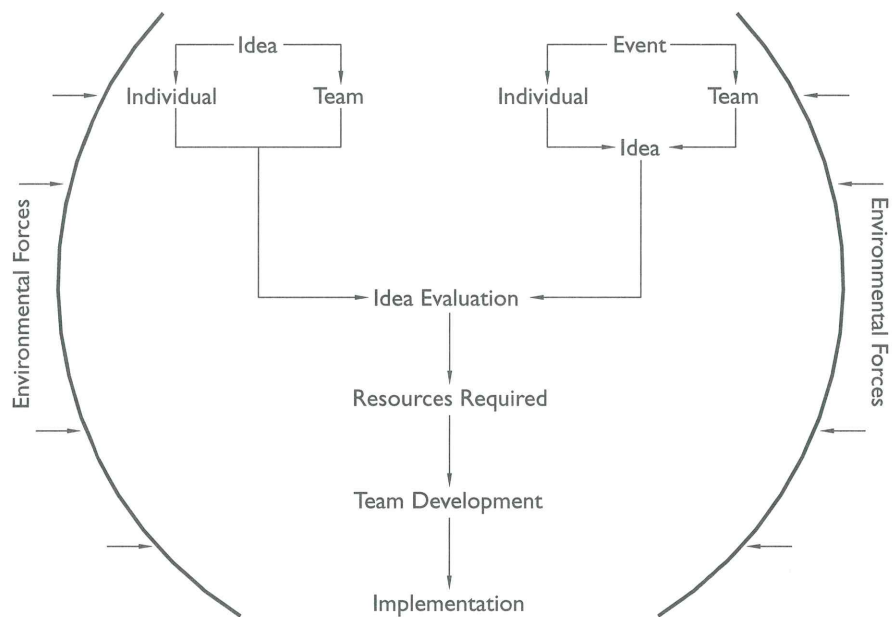 Idea
Event
Individual
Team
Individual
Team
Idea
Environmental Forces
Environmental Forces
Idea Evaluation
Resources Required
Team Development
Implementation